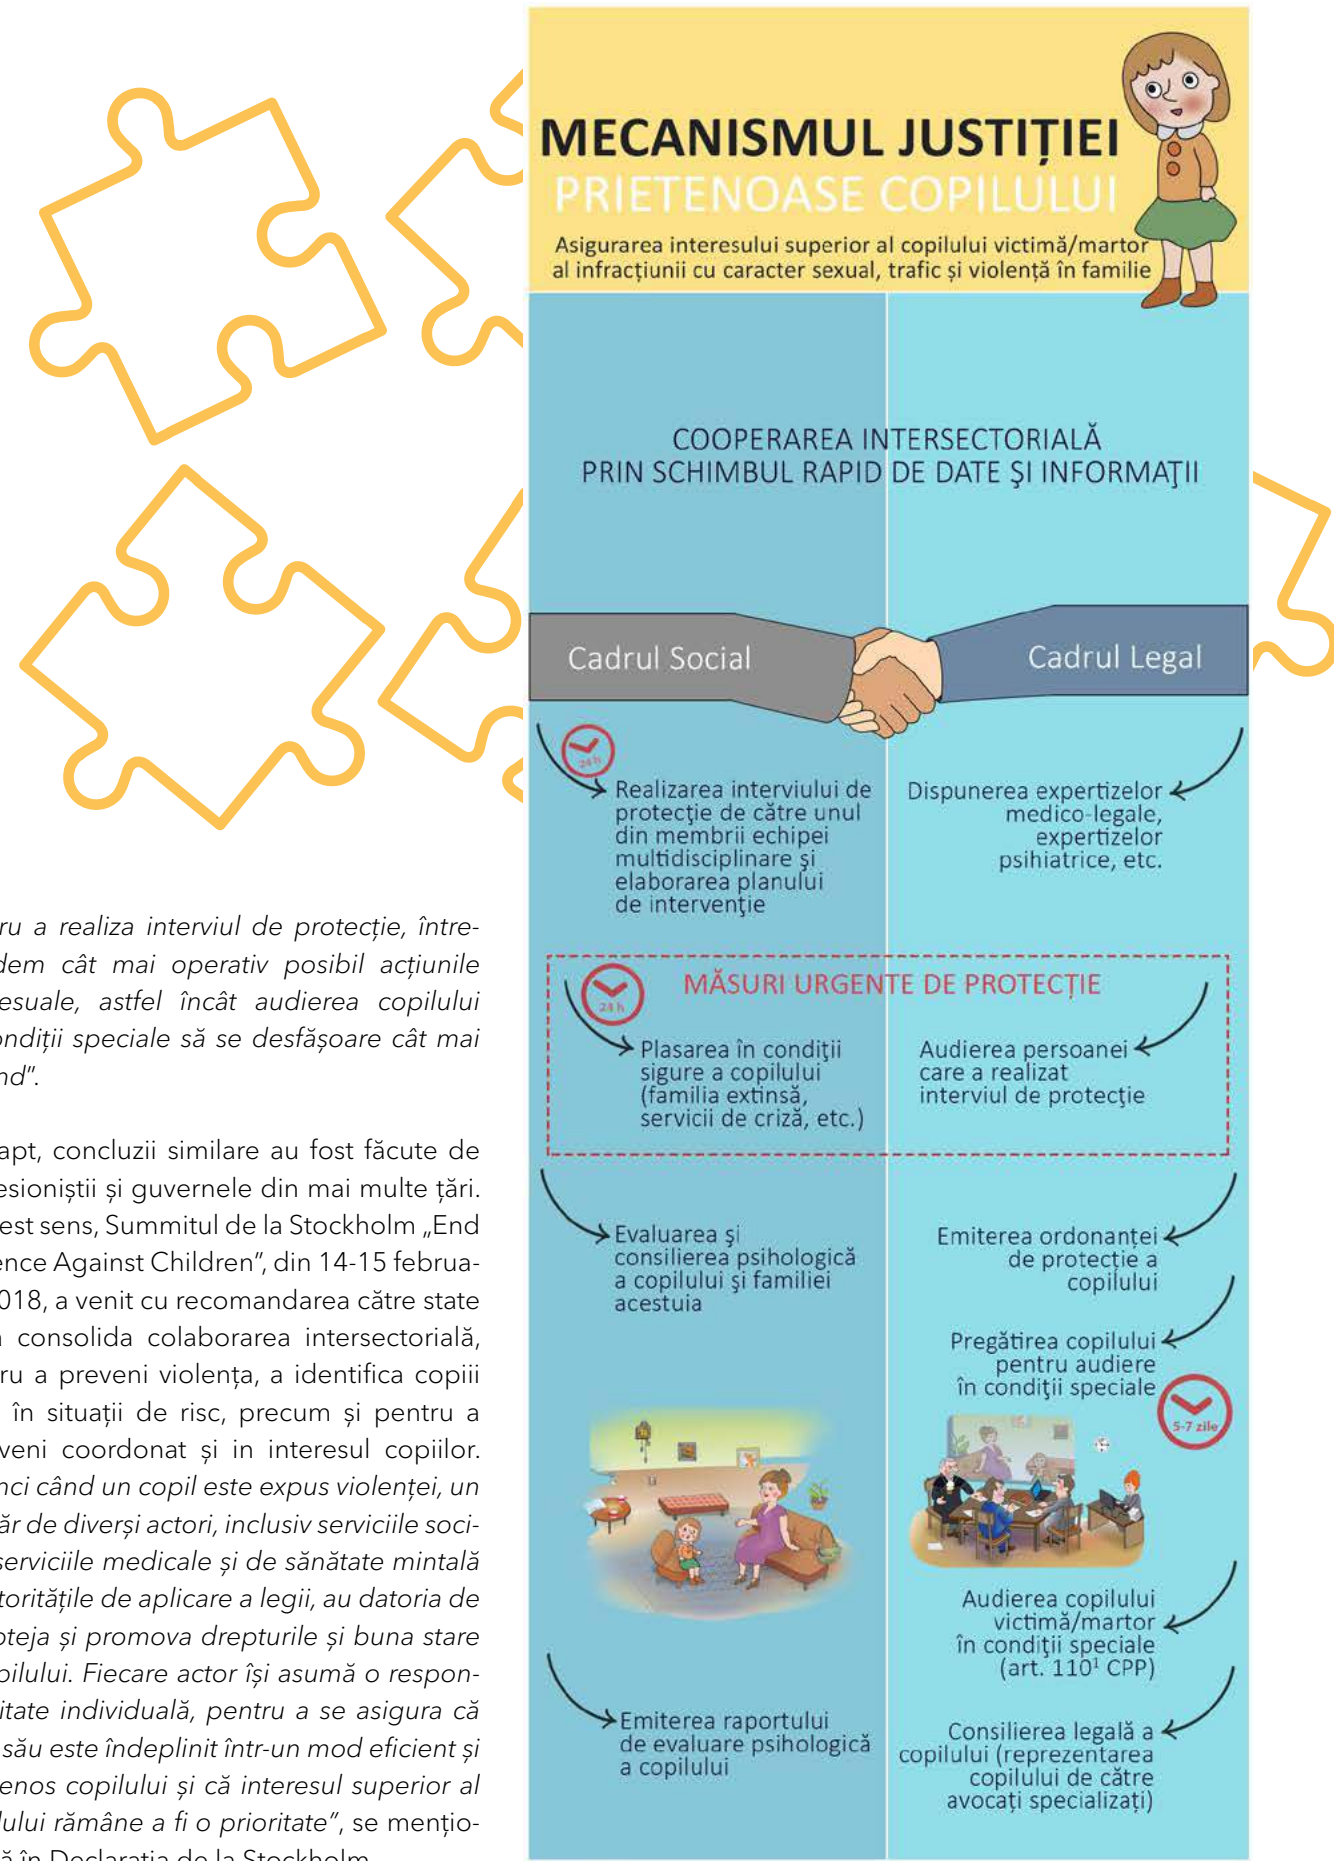 ru a realiza interviul de protecție, între-
dem cât mai operativ posibil acțiunile
esuale, astfel încât audierea copilului
ondiții speciale să se desfășoare cât mai
nd".
apt, concluzii similare au fost făcute de
esioniștii și guvernele din mai multe țări.
est sens, Summitul de la Stockholm „End
ence Against Children", din 14-15 februa-
2018, a venit cu recomandarea către state
a consolida colaborarea intersectorială,
ru a preveni violența, a identifica copiii
în situații de risc, precum și pentru a
veni coordonat și in interesul copiilor.
nci când un copil este expus violenței, un
ăr de diverși actori, inclusiv serviciile soci-
serviciile medicale și de sănătate mintală
toritățile de aplicare a legii, au datoria de
oteja și promova drepturile și buna stare
pilului. Fiecare actor își asumă o respon-
itate individuală, pentru a se asigura că
său este îndeplinit într-un mod eficient și
enos copilului și că interesul superior al
lului rămâne a fi o prioritate", se mențio-
ă în Declarația de la Stockholm.
MECANISMUL JUSTIȚIEI
PRIETENOASE COPILULUI
Asigurarea interesului superior al copilului victimă/martor
al infracțiunii cu caracter sexual, trafic și violență în familie
COOPERAREA INTERSECTORIALĂ
PRIN SCHIMBUL RAPID DE DATE ŞI INFORMAŢII
Cadrul Social
Cadrul Legal
24 h
Realizarea interviului de
protecţie de către unul
din membrii echipei
multidisciplinare şi
elaborarea planului
de intervenţie
Dispunerea expertizelor
medico-legale,
expertizelor
psihiatrice, etc.
MĂSURI URGENTE DE PROTECŢIE
24 h
Plasarea în condiţii
sigure a copilului
(familia extinsă,
servicii de criză, etc.)
Audierea persoanei
care a realizat
interviul de protecţie
Evaluarea şi
consilierea psihologică
a copilului şi familiei
acestuia
Emiterea ordonanţei
de protecţie a
copilului
Pregătirea copilului
pentru audiere
în condiţii speciale
5-7 zile
Audierea copilului
victimă/martor
în condiţii speciale
(art. 110¹ CPP)
Emiterea raportului
de evaluare psihologică
a copilului
Consilierea legală a
copilului (reprezentarea
copilului de către
avocaţi specializaţi)